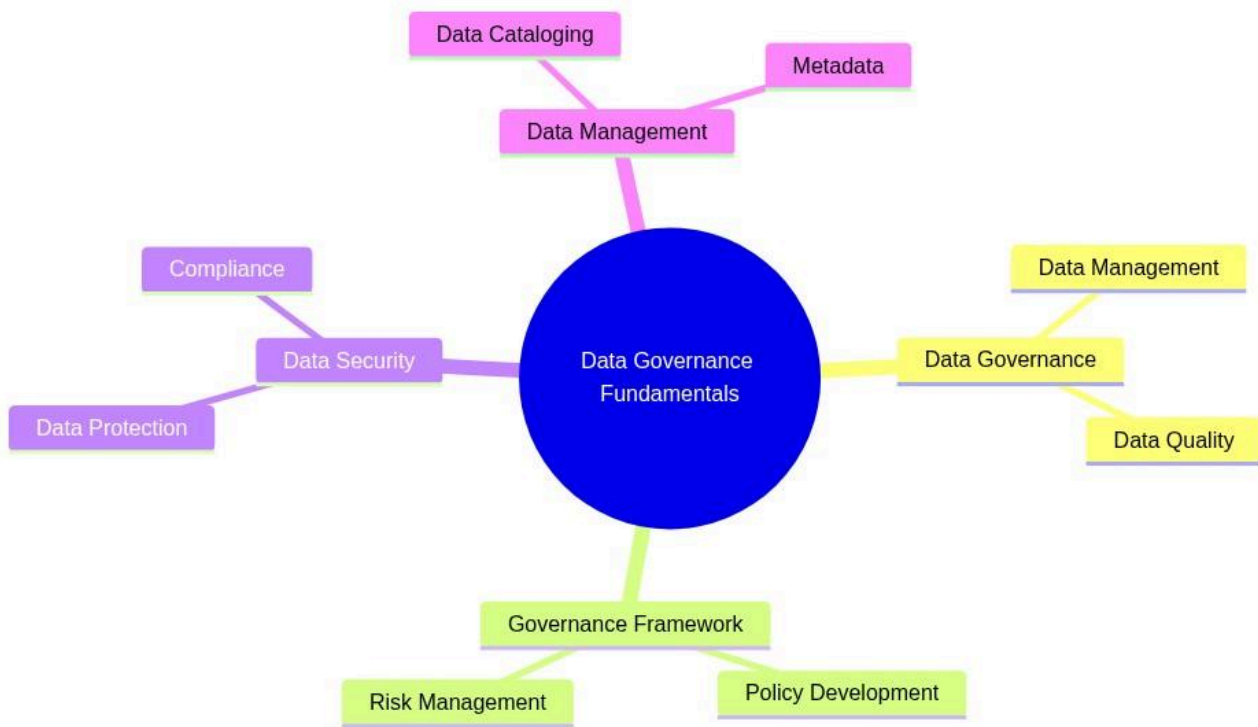 Data Cataloging
Metadata
Data Management
Compliance
Data Management
Data Security
Data Governance
Fundamentals
Data Governance
Data Protection
Data Quality
Governance Framework
Risk Management
Policy Development